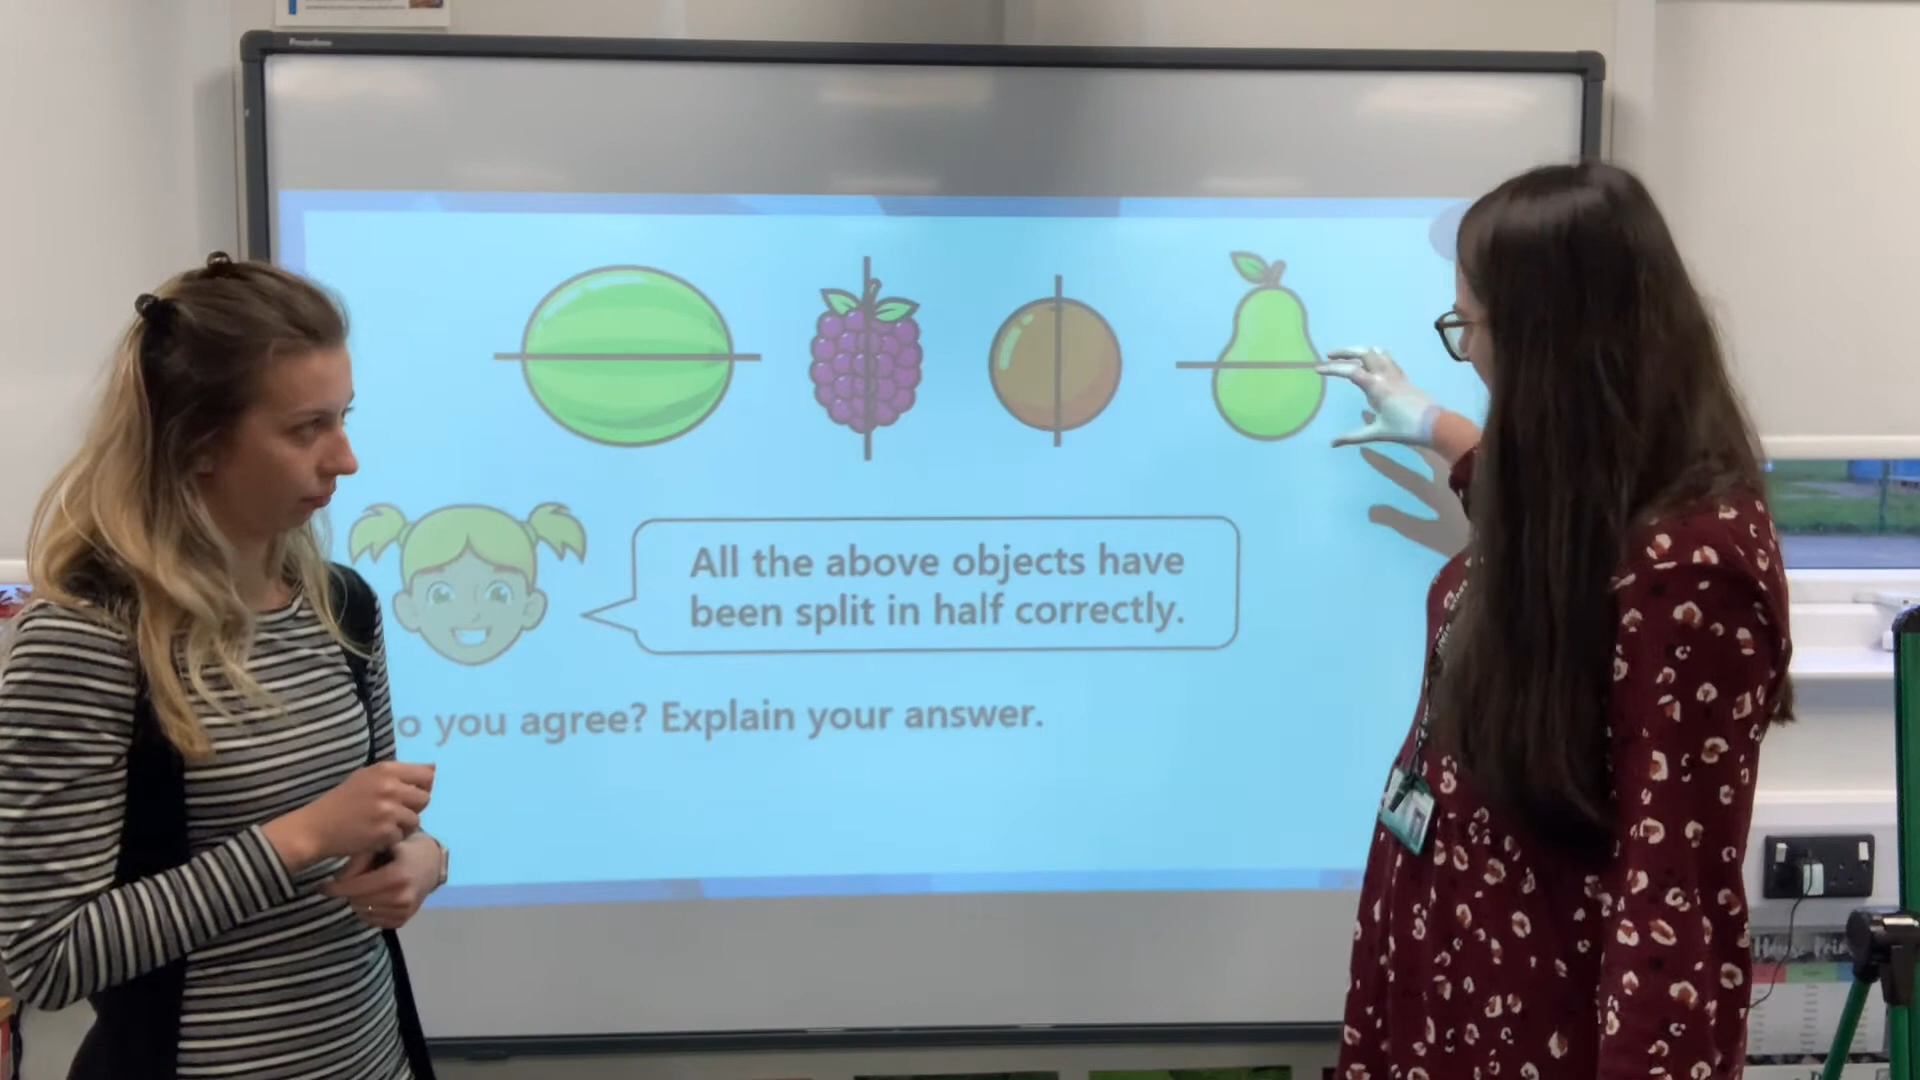 All the above objects have
been split in half correctly.
o you agree? Explain your answer.